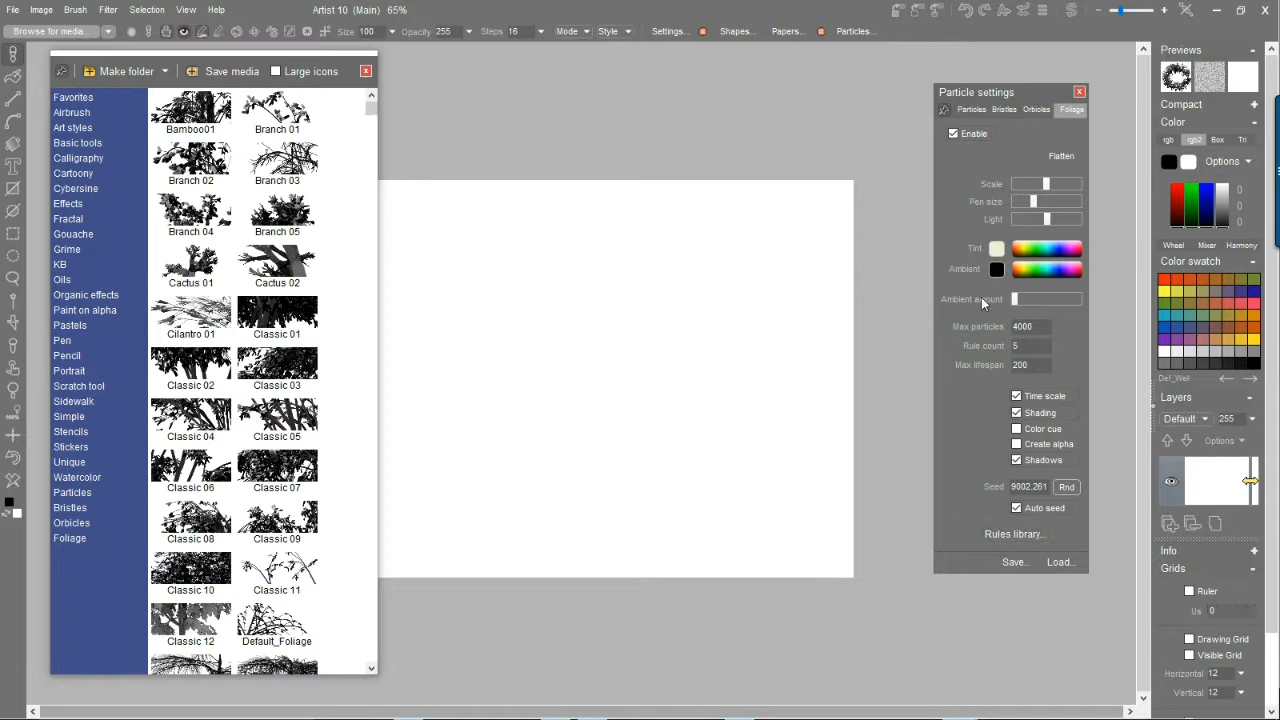 File Image Brush Filter Selection View Help Artist 10 (Main) 65%
Browse for media... Size 100 Opacity 255 Steps 16 Mode Style Settings... Shapes... Papers... Particles...
Make folder Save media Large icons
Favorites
Airbrush
Art styles
Basic tools
Calligraphy
Cartoony
Cybersine
Effects
Fractal
Gouache
Grime
KB
Oils
Organic effects
Paint on alpha
Pastels
Pen
Pencil
Portrait
Scratch tool
Sidewalk
Simple
Stencils
Stickers
Unique
Watercolor
Particles
Bristles
Orbicles
Foliage
Bamboo01 Branch 01
Branch 02 Branch 03
Branch 04 Branch 05
Cactus 01 Cactus 02
Cilantro 01 Classic 01
Classic 02 Classic 03
Classic 04 Classic 05
Classic 06 Classic 07
Classic 08 Classic 09
Classic 10 Classic 11
Classic 12 Default_Foliage
Particle settings
Particles Bristles Orbicles Foliage
Enable
Flatten
Scale
Pen size
Light
Tint
Ambient
Ambient amount
Max particles 4000
Rule count 5
Max lifespan 200
Time scale
Shading
Color cue
Create alpha
Shadows
Seed 9002.261 Rnd
Auto seed
Rules library...
Save... Load...
Previews
Compact
Color
rgb rgb2 Box Tri
Options
0
0
0
Wheel Mixer Harmony
Color swatch
Def_Well
Layers
Default 255
Options
Info
Grids
Ruler
Us 0
Drawing Grid
Visible Grid
Horizontal 12
Vertical 12